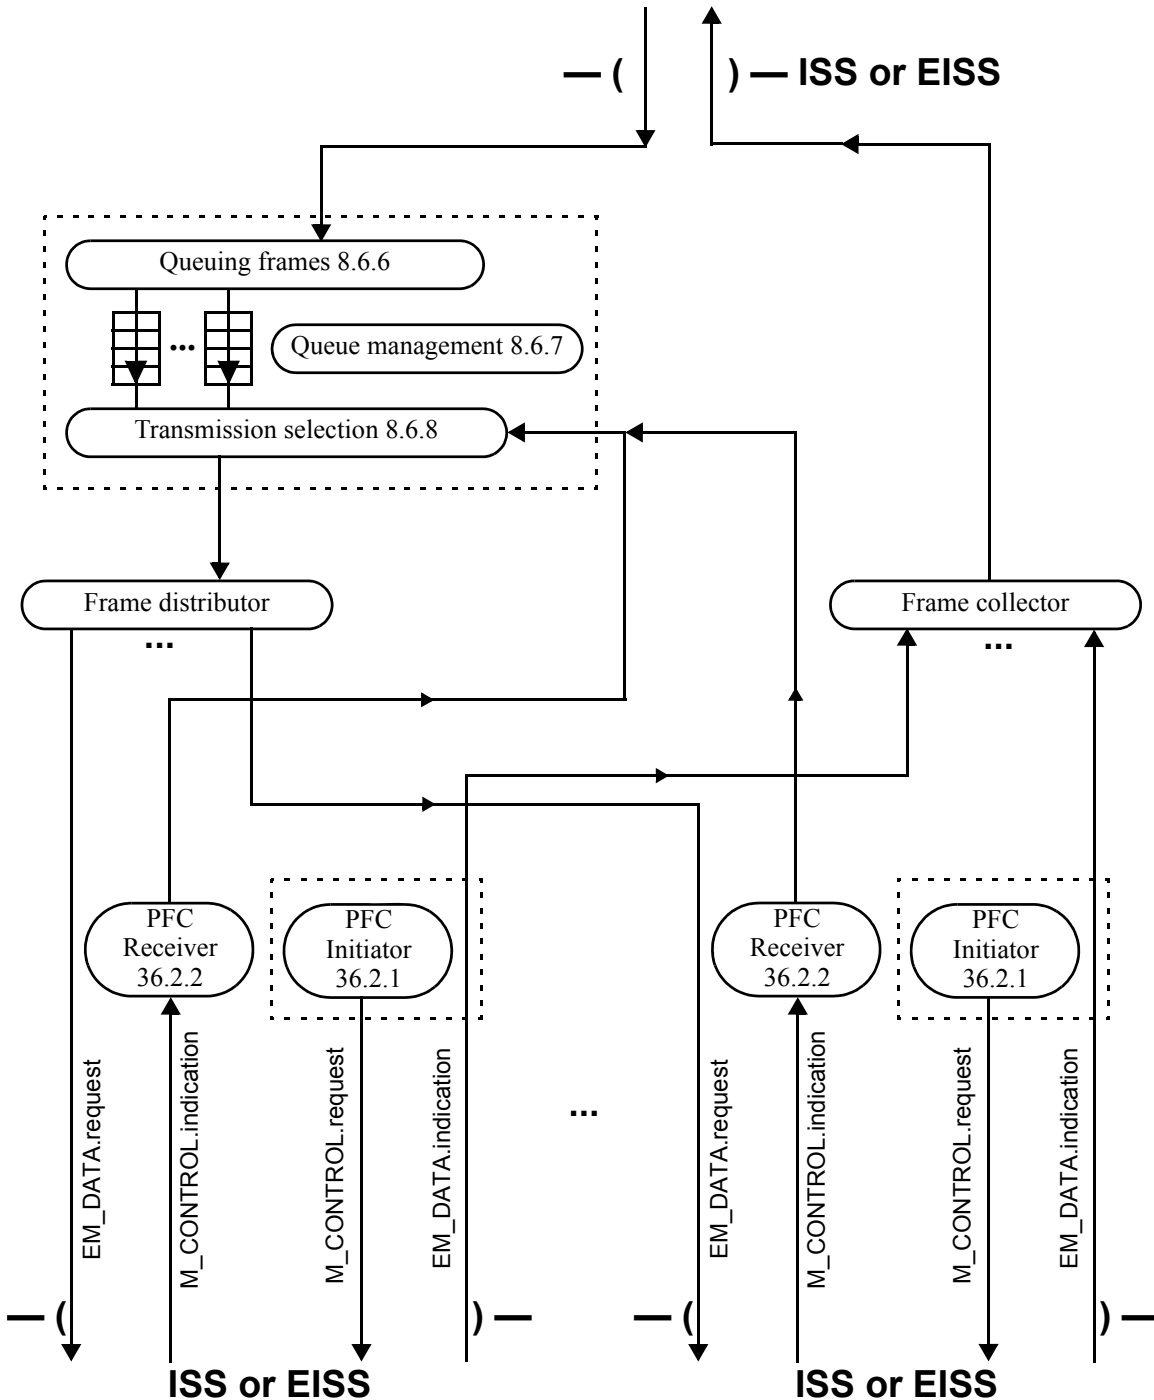 — ( ) — ISS or EISS
Queuing frames 8.6.6
...
Queue management 8.6.7
Transmission selection 8.6.8
Frame distributor
...
Frame collector
...
PFC
Receiver
36.2.2
PFC
Initiator
36.2.1
PFC
Receiver
36.2.2
PFC
Initiator
36.2.1
EM_DATA.request
M_CONTROL.indication
M_CONTROL.request
EM_DATA.indication
...
EM_DATA.request
M_CONTROL.indication
M_CONTROL.request
EM_DATA.indication
— ( ) — — ( ) —
ISS or EISS
ISS or EISS